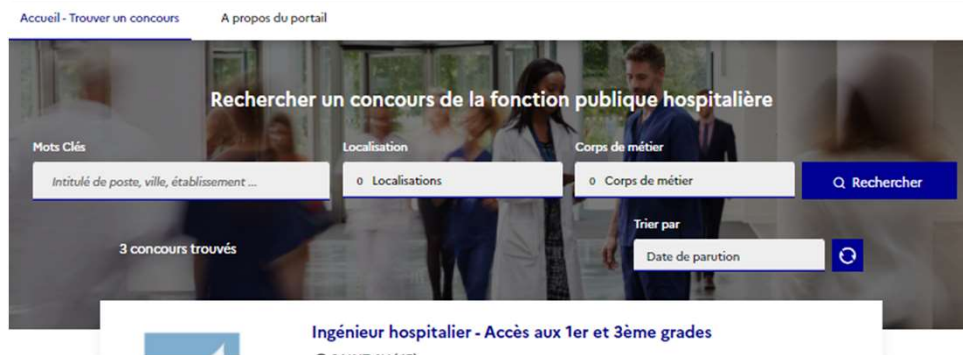 Accueil - Trouver un concours A propos du portail
Rechercher un concours de la fonction publique hospitalière
Mots Clés Localisation Corps de métier
Intitulé de poste, ville, établissement ... 0 Localisations 0 Corps de métier Rechercher
Trier par
3 concours trouvés
Date de parution
Ingénieur hospitalier - Accès aux 1er et 3ème grades